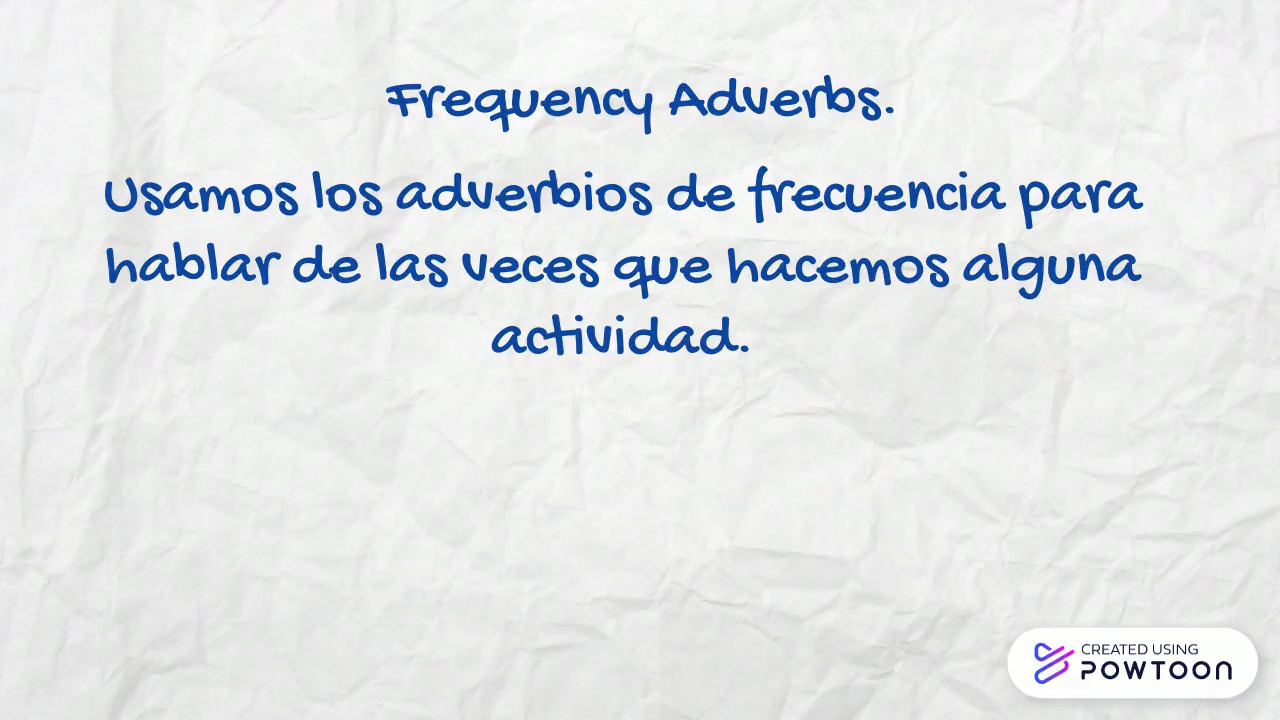 Frequency Adverbs.
Usamos los adverbios de frecuencia para
hablar de las veces que hacemos alguna
actividad.
CREATED USING
POWTOON